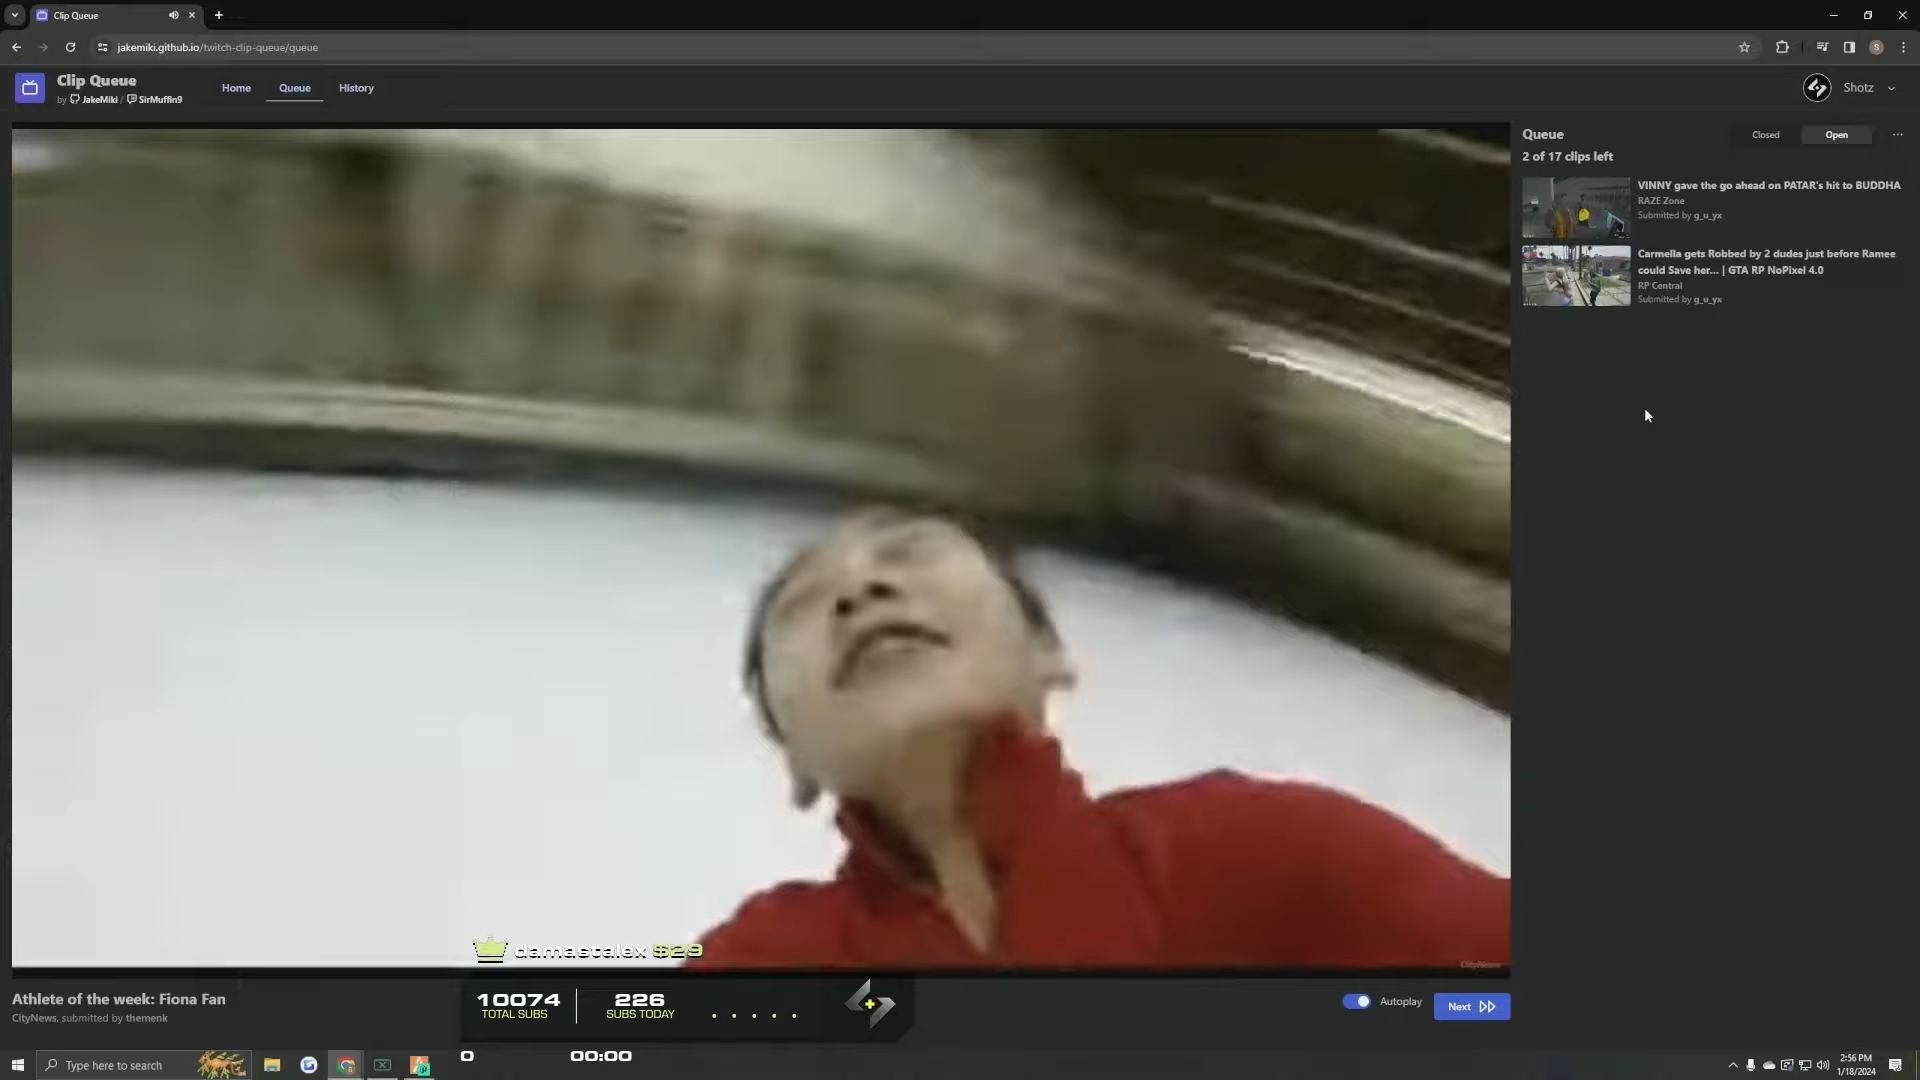 Clip Queue
jakemiki.github.io/twitch-clip-queue/queue
Clip Queue
by JakeMiki / SirMuffin9
Home
Queue
History
Shotz
Queue
Closed
Open
2 of 17 clips left
VINNY gave the go ahead on PATAR's hit to BUDDHA
RAZE Zone
Submitted by g_u_yx
Carmella gets Robbed by 2 dudes just before Ramee
could Save her... | GTA RP NoPixel 4.0
RP Central
Submitted by g_u_yx
CityNews
damastalex $29
Athlete of the week: Fiona Fan
CityNews, submitted by themenk
10074
TOTAL SUBS
226
SUBS TODAY
Autoplay
Next
0
00:00
Type here to search
2:56 PM
1/18/2024